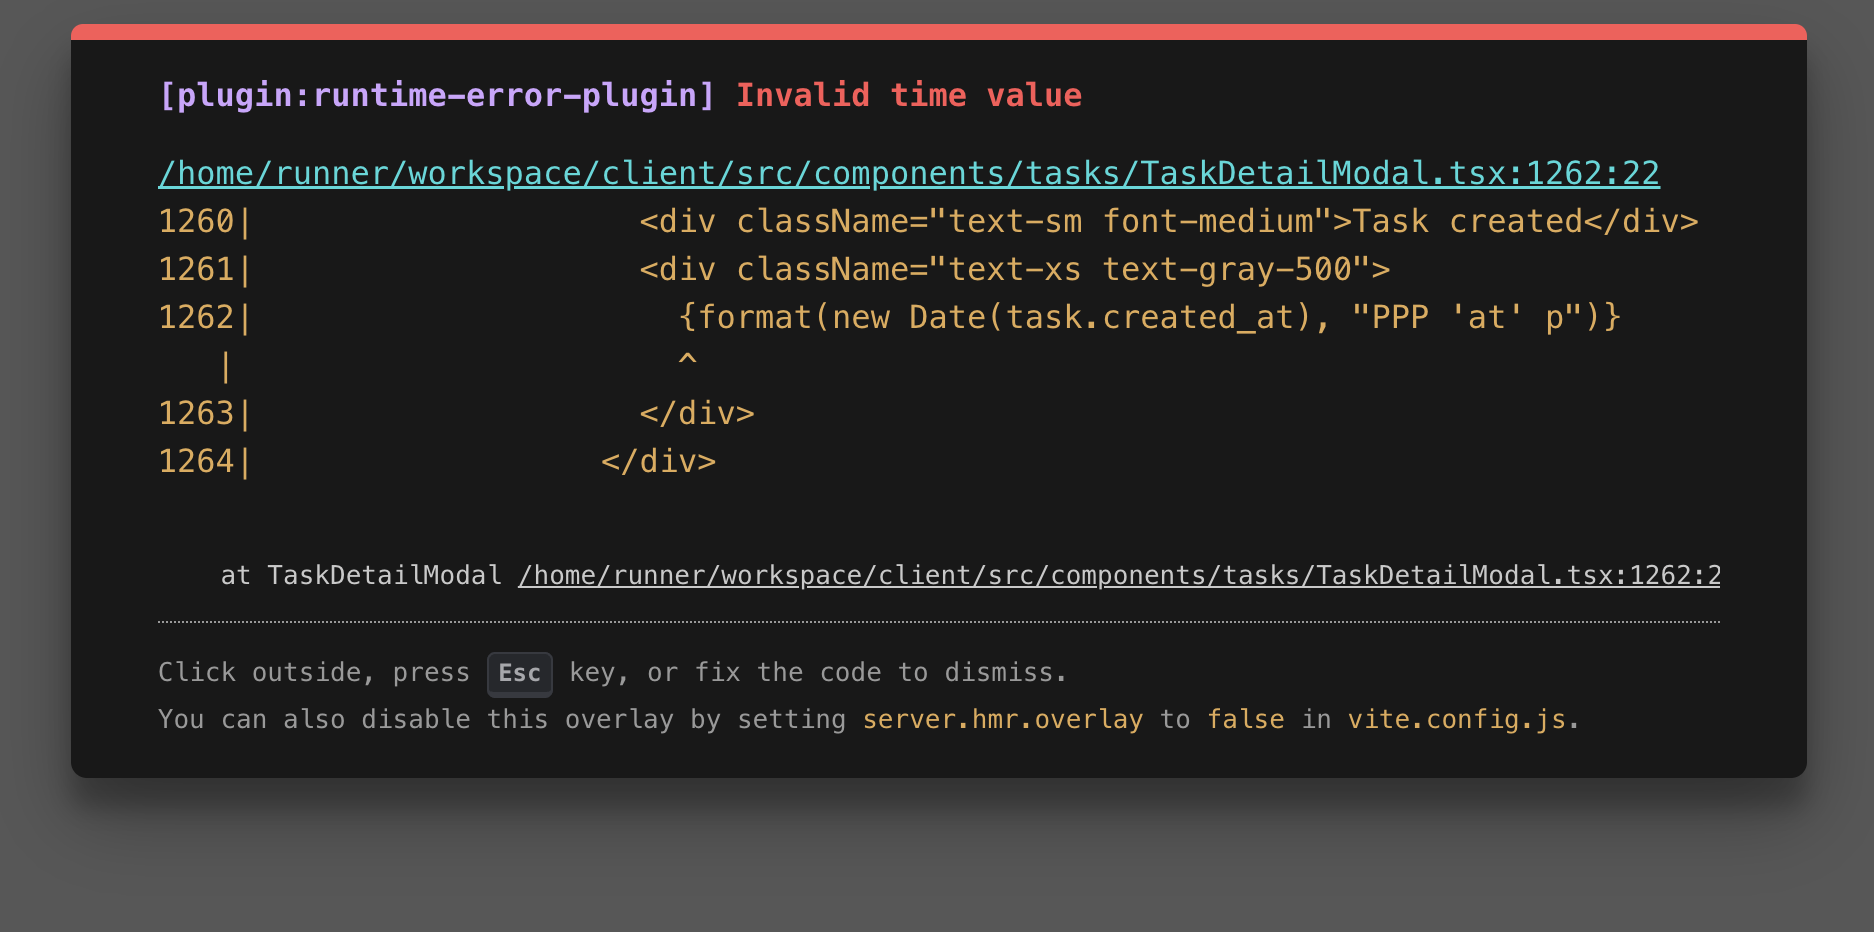 [plugin:runtime-error-plugin] Invalid time value
/home/runner/workspace/client/src/components/tasks/TaskDetailModal.tsx:1262:22
1260|                    <div className="text-sm font-medium">Task created</div>
1261|                    <div className="text-xs text-gray-500">
1262|                      {format(new Date(task.created_at), "PPP 'at' p")}
   |                       ^
1263|                    </div>
1264|                  </div>
    at TaskDetailModal /home/runner/workspace/client/src/components/tasks/TaskDetailModal.tsx:1262:2
Click outside, press Esc key, or fix the code to dismiss.
You can also disable this overlay by setting server.hmr.overlay to false in vite.config.js.